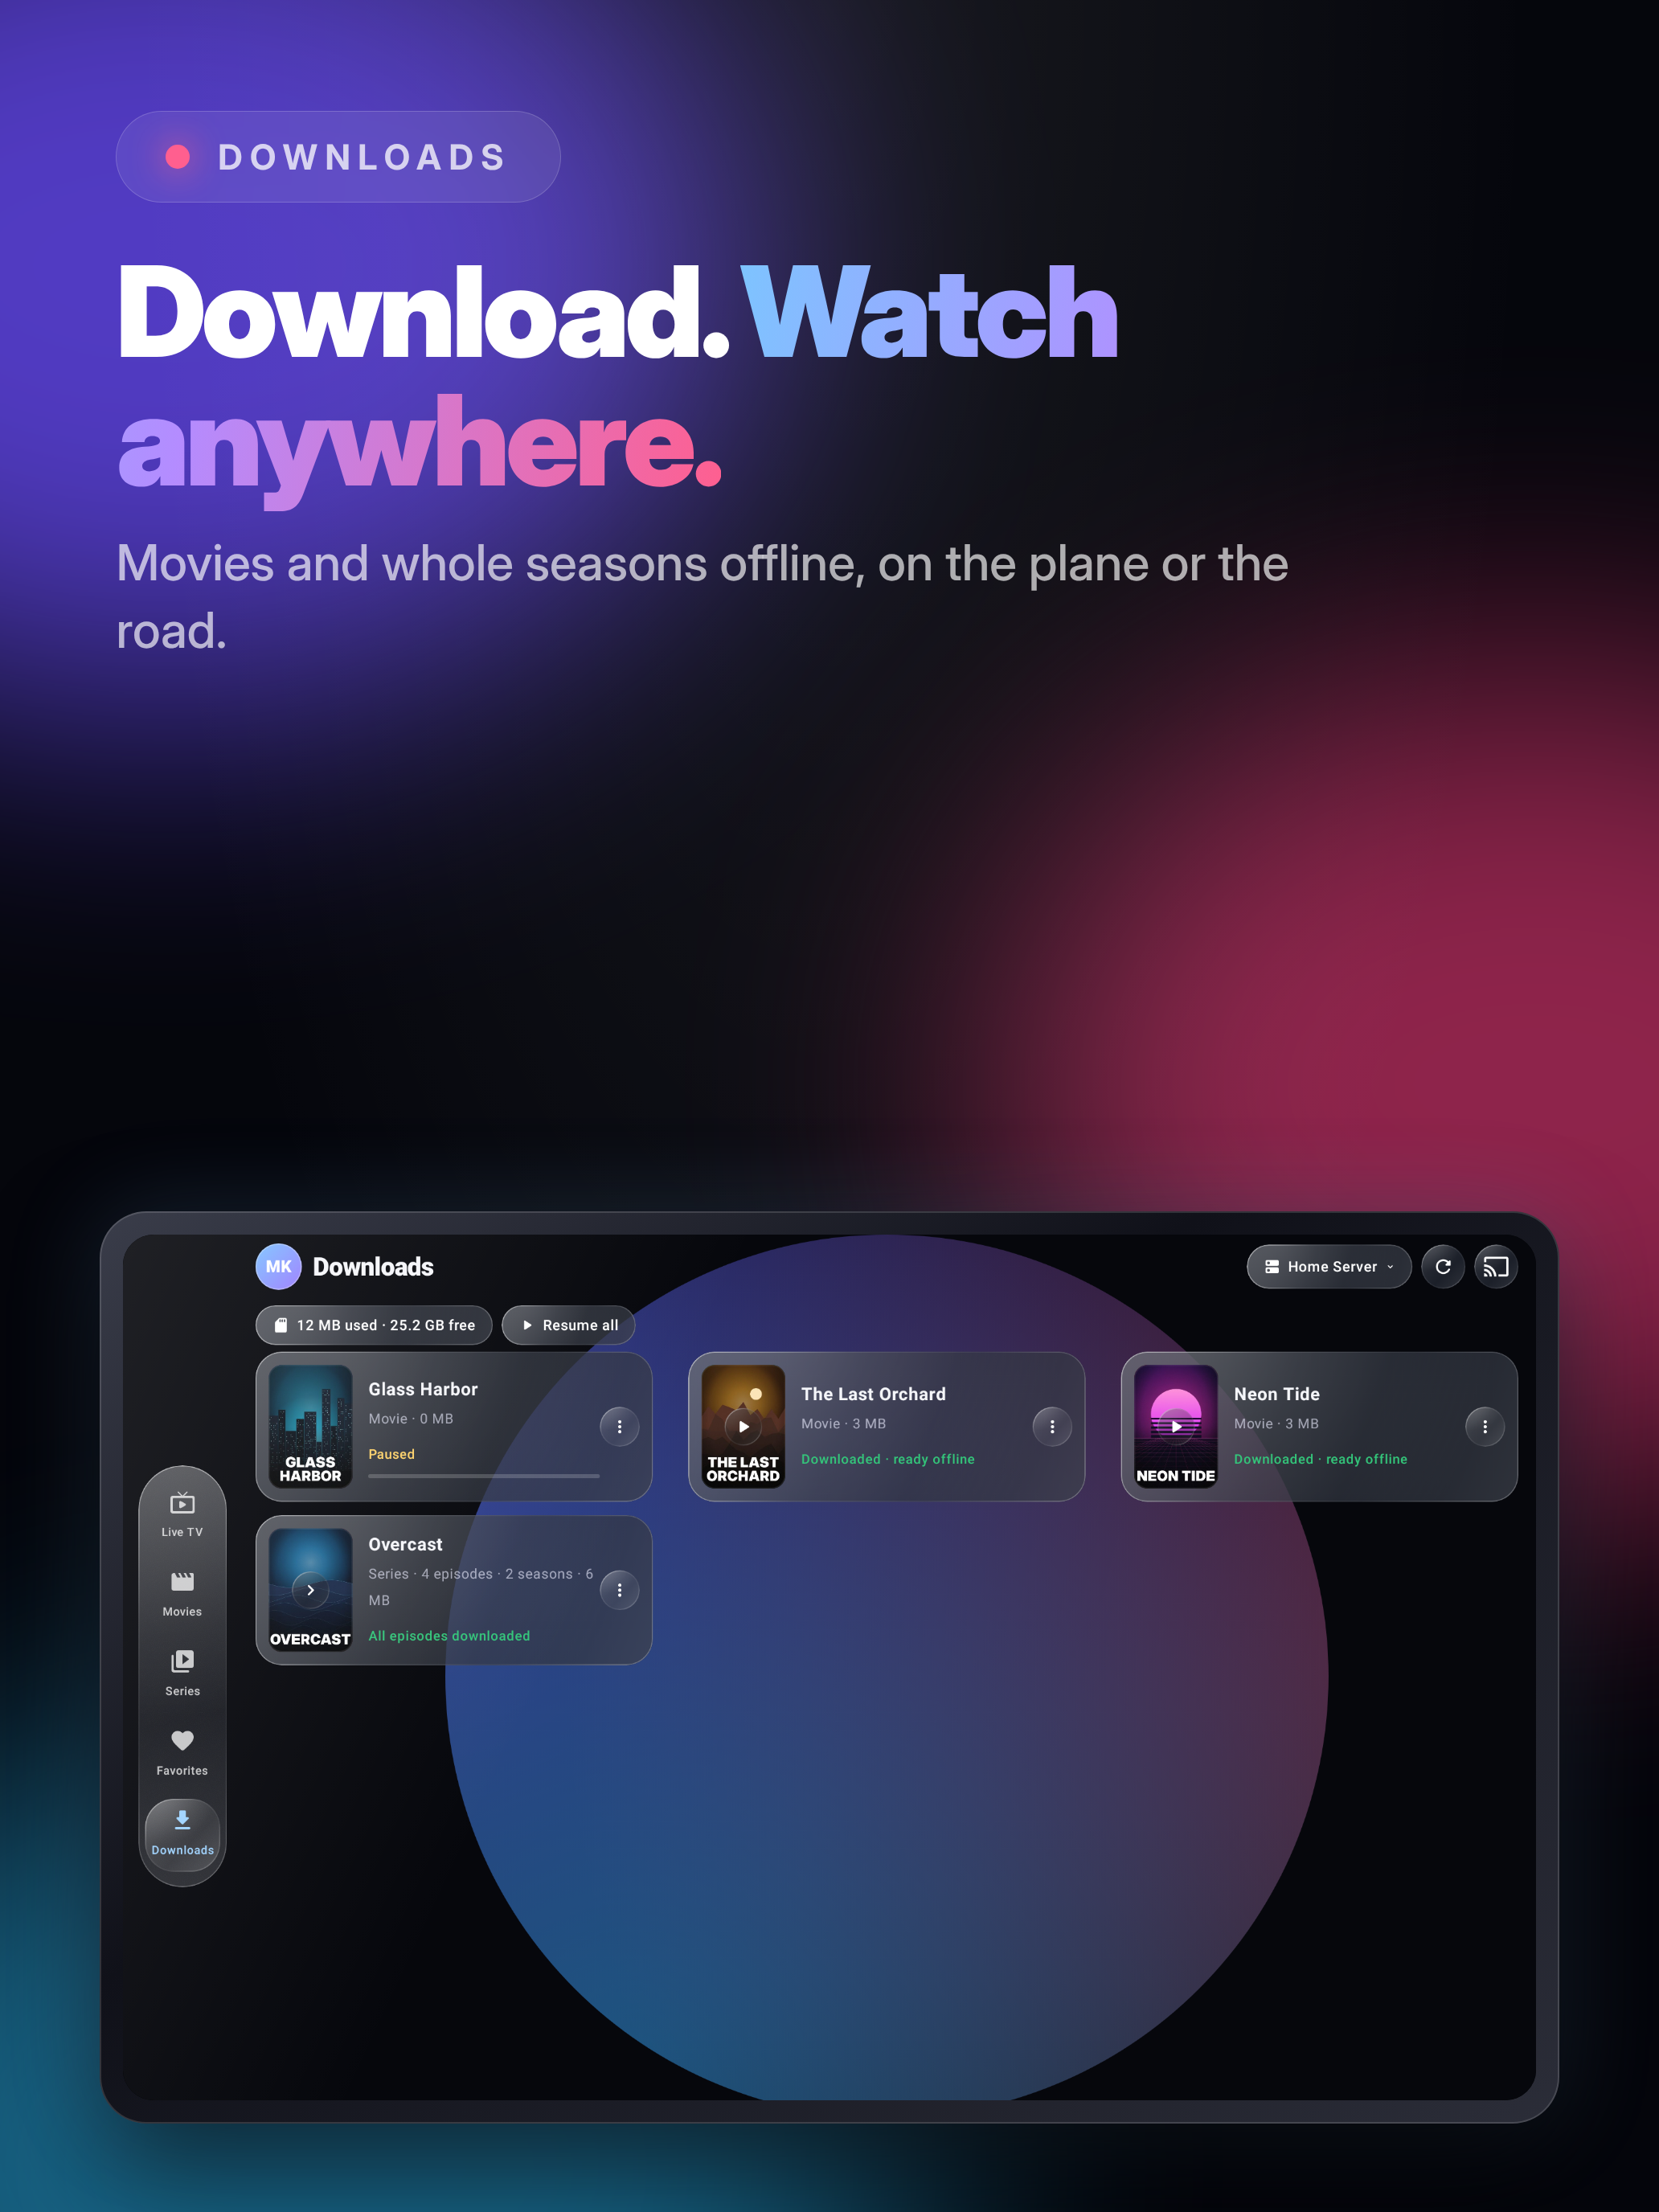 DOWNLOADS
Download. Watch
anywhere.
Movies and whole seasons offline, on the plane or the
road.
MK
Downloads
Home Server
12 MB used · 25.2 GB free
Resume all
GLASS
HARBOR
Glass Harbor
Movie · 0 MB
Paused
THE LAST
ORCHARD
The Last Orchard
Movie · 3 MB
Downloaded · ready offline
NEON TIDE
Neon Tide
Movie · 3 MB
Downloaded · ready offline
OVERCAST
Overcast
Series · 4 episodes · 2 seasons · 6
MB
All episodes downloaded
Live TV
Movies
Series
Favorites
Downloads